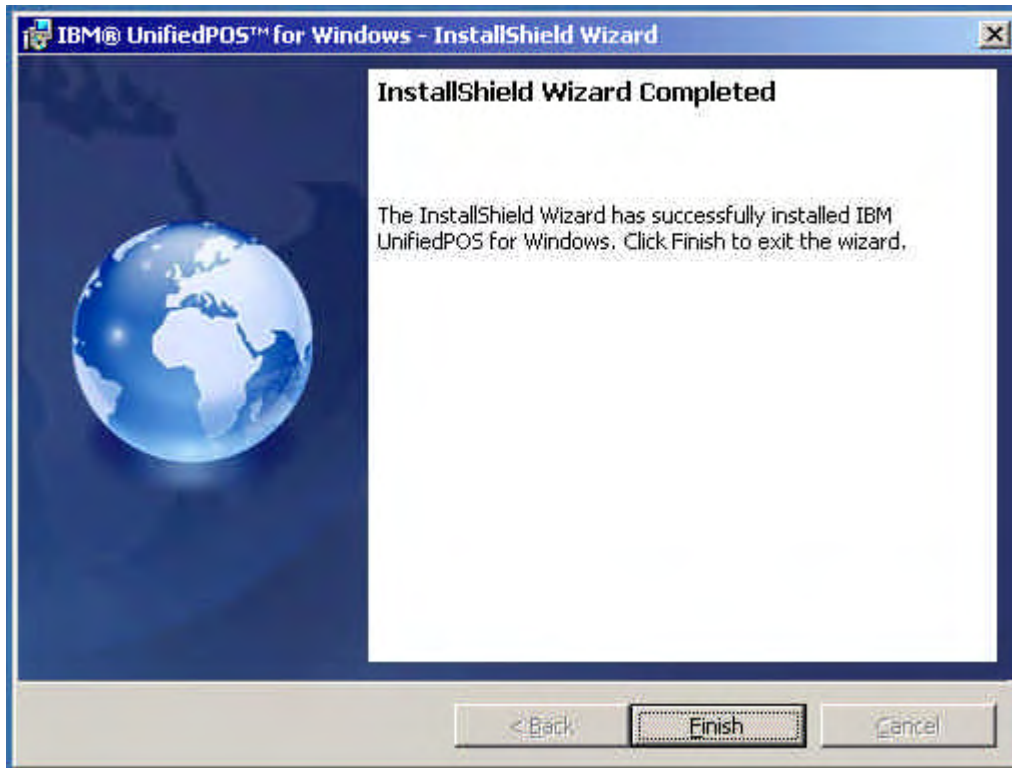 IBM® UnifiedPOS™ for Windows - InstallShield Wizard
InstallShield Wizard Completed
The InstallShield Wizard has successfully installed IBM
UnifiedPOS for Windows. Click Finish to exit the wizard.
< Back
Finish
Cancel